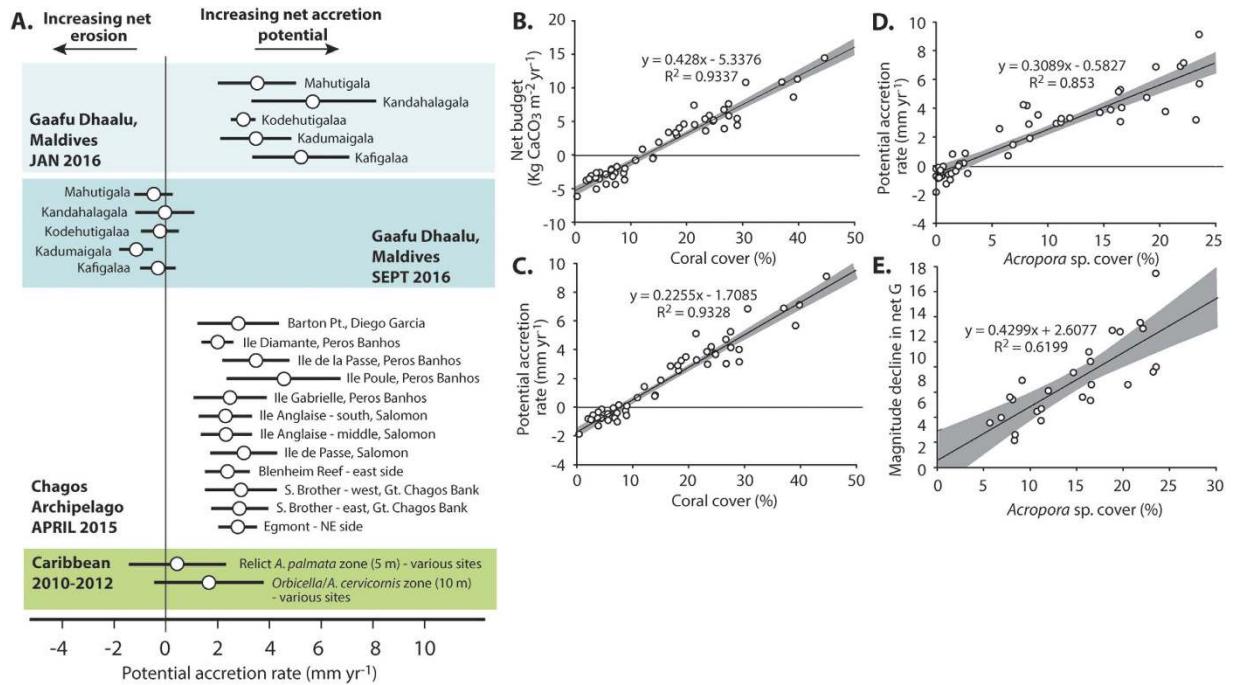 A.
Increasing net
erosion
Increasing net accretion
potential
Gaafu Dhaalu,
Maldives
JAN 2016
Mahutigala
Kandahalagala
Kodehutigalaa
Kadumaigala
Kafigalaa
Mahutigala
Kandahalagala
Kodehutigalaa
Kadumaigala
Kafigalaa
Gaafu Dhaalu,
Maldives
SEPT 2016
Barton Pt., Diego Garcia
Ile Diamante, Peros Banhos
Ile de la Passe, Peros Banhos
Ile Poule, Peros Banhos
Ile Gabrielle, Peros Banhos
Ile Anglaise - south, Salomon
Ile Anglaise - middle, Salomon
Ile de Passe, Salomon
Blenheim Reef - east side
S. Brother - west, Gt. Chagos Bank
S. Brother - east, Gt. Chagos Bank
Egmont - NE side
Chagos
Archipelago
APRIL 2015
Caribbean
2010-2012
Relict A. palmata zone (5 m) - various sites
Orbicella/A. cervicornis zone (10 m)
- various sites
-4 -2 0 2 4 6 8 10
Potential accretion rate (mm yr⁻¹)
B.
Net budget
(Kg CaCO₃ m⁻² yr⁻¹)
20
15
10
5
0
-5
-10
y = 0.428x - 5.3376
R² = 0.9337
0 10 20 30 40 50
Coral cover (%)
C.
Potential accretion
rate (mm yr⁻¹)
10
8
6
4
2
0
-2
-4
y = 0.2255x - 1.7085
R² = 0.9328
0 10 20 30 40 50
Coral cover (%)
D.
Potential accretion
rate (mm yr⁻¹)
10
8
6
4
2
0
-2
-4
y = 0.3089x - 0.5827
R² = 0.853
0 5 10 15 20 25
Acropora sp. cover (%)
E.
Magnitude decline in net G
18
16
14
12
10
8
6
4
2
0
y = 0.4299x + 2.6077
R² = 0.6199
0 5 10 15 20 25 30
Acropora sp. cover (%)